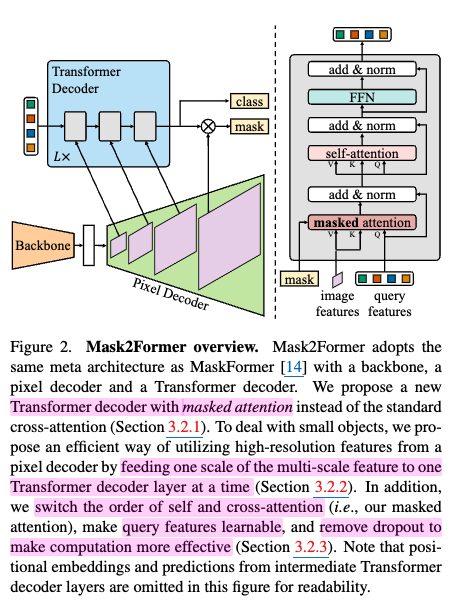 Transformer
Decoder
L×
class
mask
Backbone
Pixel Decoder
add & norm
FFN
add & norm
self-attention
V K Q
add & norm
masked attention
V K Q
mask
image
features
query
features
Figure 2. Mask2Former overview. Mask2Former adopts the
same meta architecture as MaskFormer [14] with a backbone, a
pixel decoder and a Transformer decoder. We propose a new
Transformer decoder with masked attention instead of the standard
cross-attention (Section 3.2.1). To deal with small objects, we pro-
pose an efficient way of utilizing high-resolution features from a
pixel decoder by feeding one scale of the multi-scale feature to one
Transformer decoder layer at a time (Section 3.2.2). In addition,
we switch the order of self and cross-attention (i.e., our masked
attention), make query features learnable, and remove dropout to
make computation more effective (Section 3.2.3). Note that posi-
tional embeddings and predictions from intermediate Transformer
decoder layers are omitted in this figure for readability.